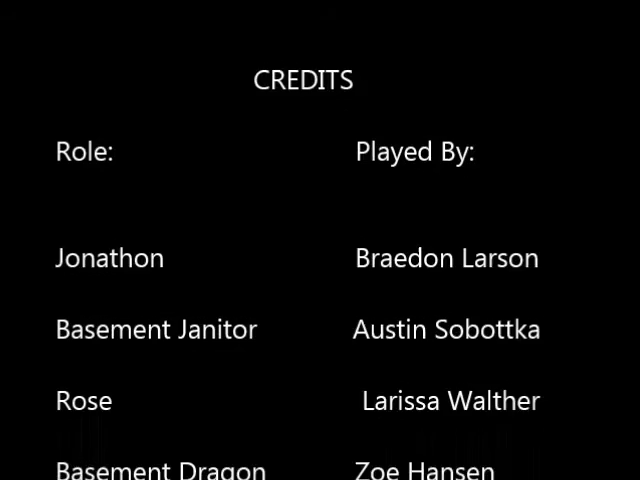 CREDITS
Role: Played By:
Jonathon Braedon Larson
Basement Janitor Austin Sobottka
Rose Larissa Walther
Basement Dragon Zoe Hansen